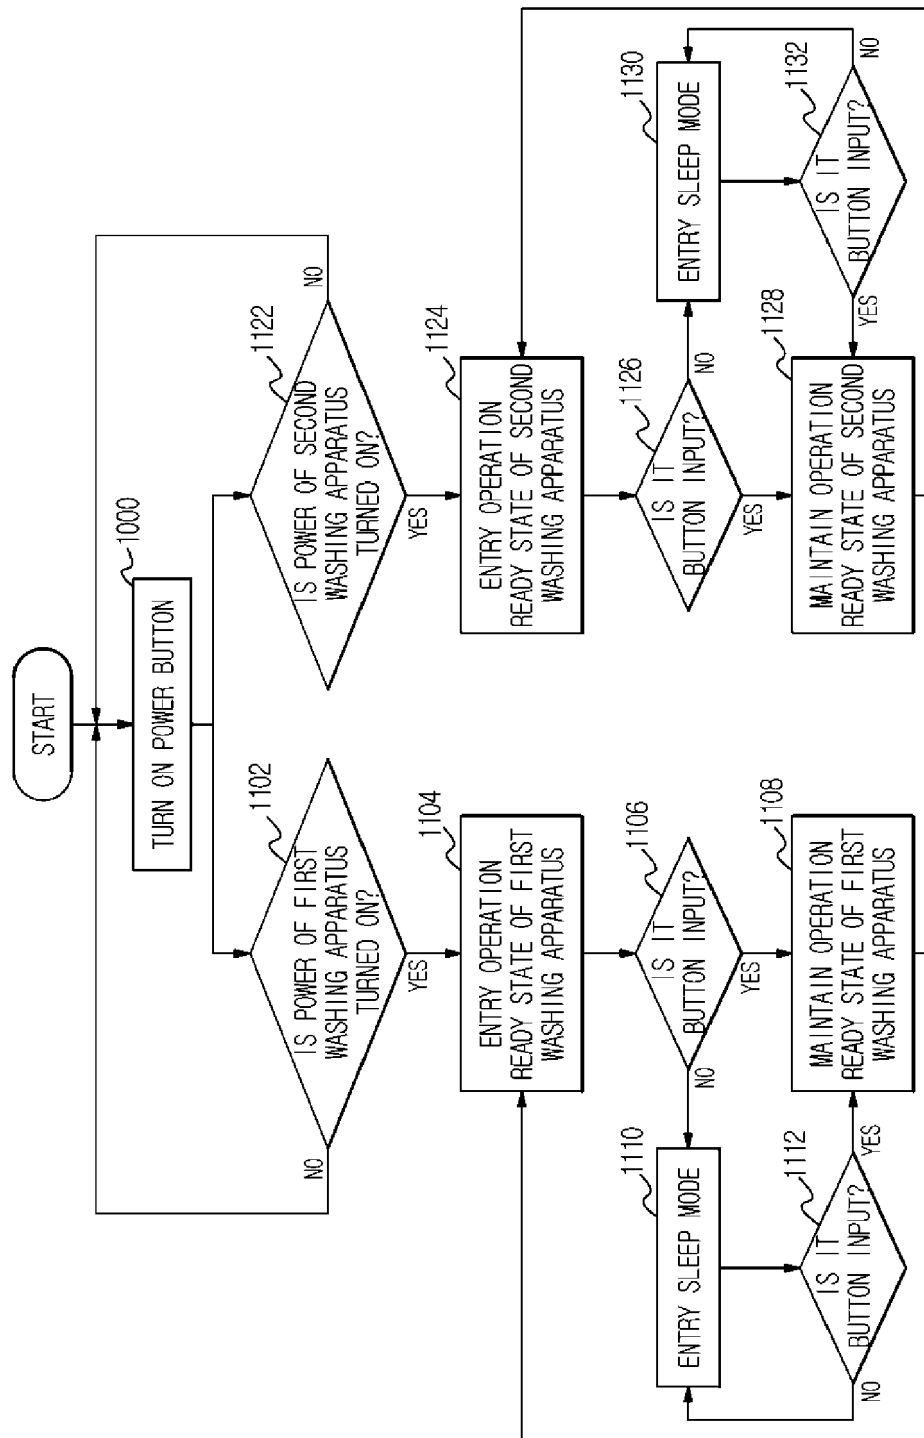 START
TURN ON POWER BUTTON
1000
IS POWER OF FIRST
WASHING APPARATUS
TURNED ON?
1102
NO
YES
ENTRY OPERATION
READY STATE OF FIRST
WASHING APPARATUS
1104
IS IT
BUTTON INPUT?
1106
NO
YES
ENTRY SLEEP MODE
1110
IS IT
BUTTON INPUT?
1112
NO
YES
MAINTAIN OPERATION
READY STATE OF FIRST
WASHING APPARATUS
1108
IS POWER OF SECOND
WASHING APPARATUS
TURNED ON?
1122
NO
YES
ENTRY OPERATION
READY STATE OF SECOND
WASHING APPARATUS
1124
IS IT
BUTTON INPUT?
1126
NO
YES
ENTRY SLEEP MODE
1130
IS IT
BUTTON INPUT?
1132
NO
YES
MAINTAIN OPERATION
READY STATE OF SECOND
WASHING APPARATUS
1128